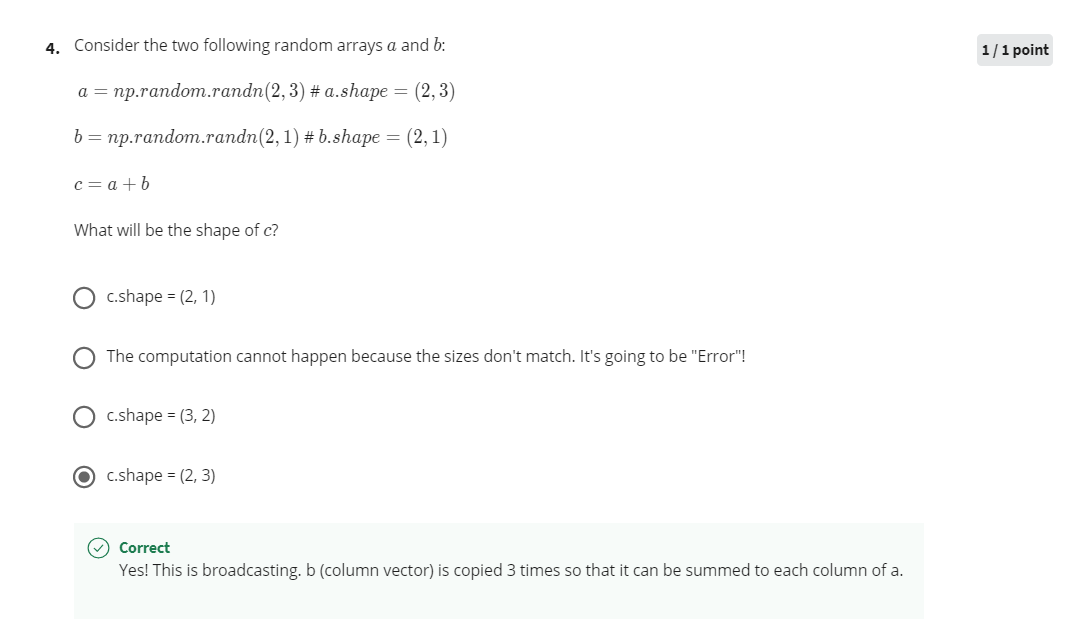 4. Consider the two following random arrays a and b:
1 / 1 point
a = np.random.randn(2, 3) # a.shape = (2, 3)
b = np.random.randn(2, 1) # b.shape = (2, 1)
c = a + b
What will be the shape of c?
c.shape = (2, 1)
The computation cannot happen because the sizes don't match. It's going to be "Error"!
c.shape = (3, 2)
c.shape = (2, 3)
Correct
Yes! This is broadcasting. b (column vector) is copied 3 times so that it can be summed to each column of a.